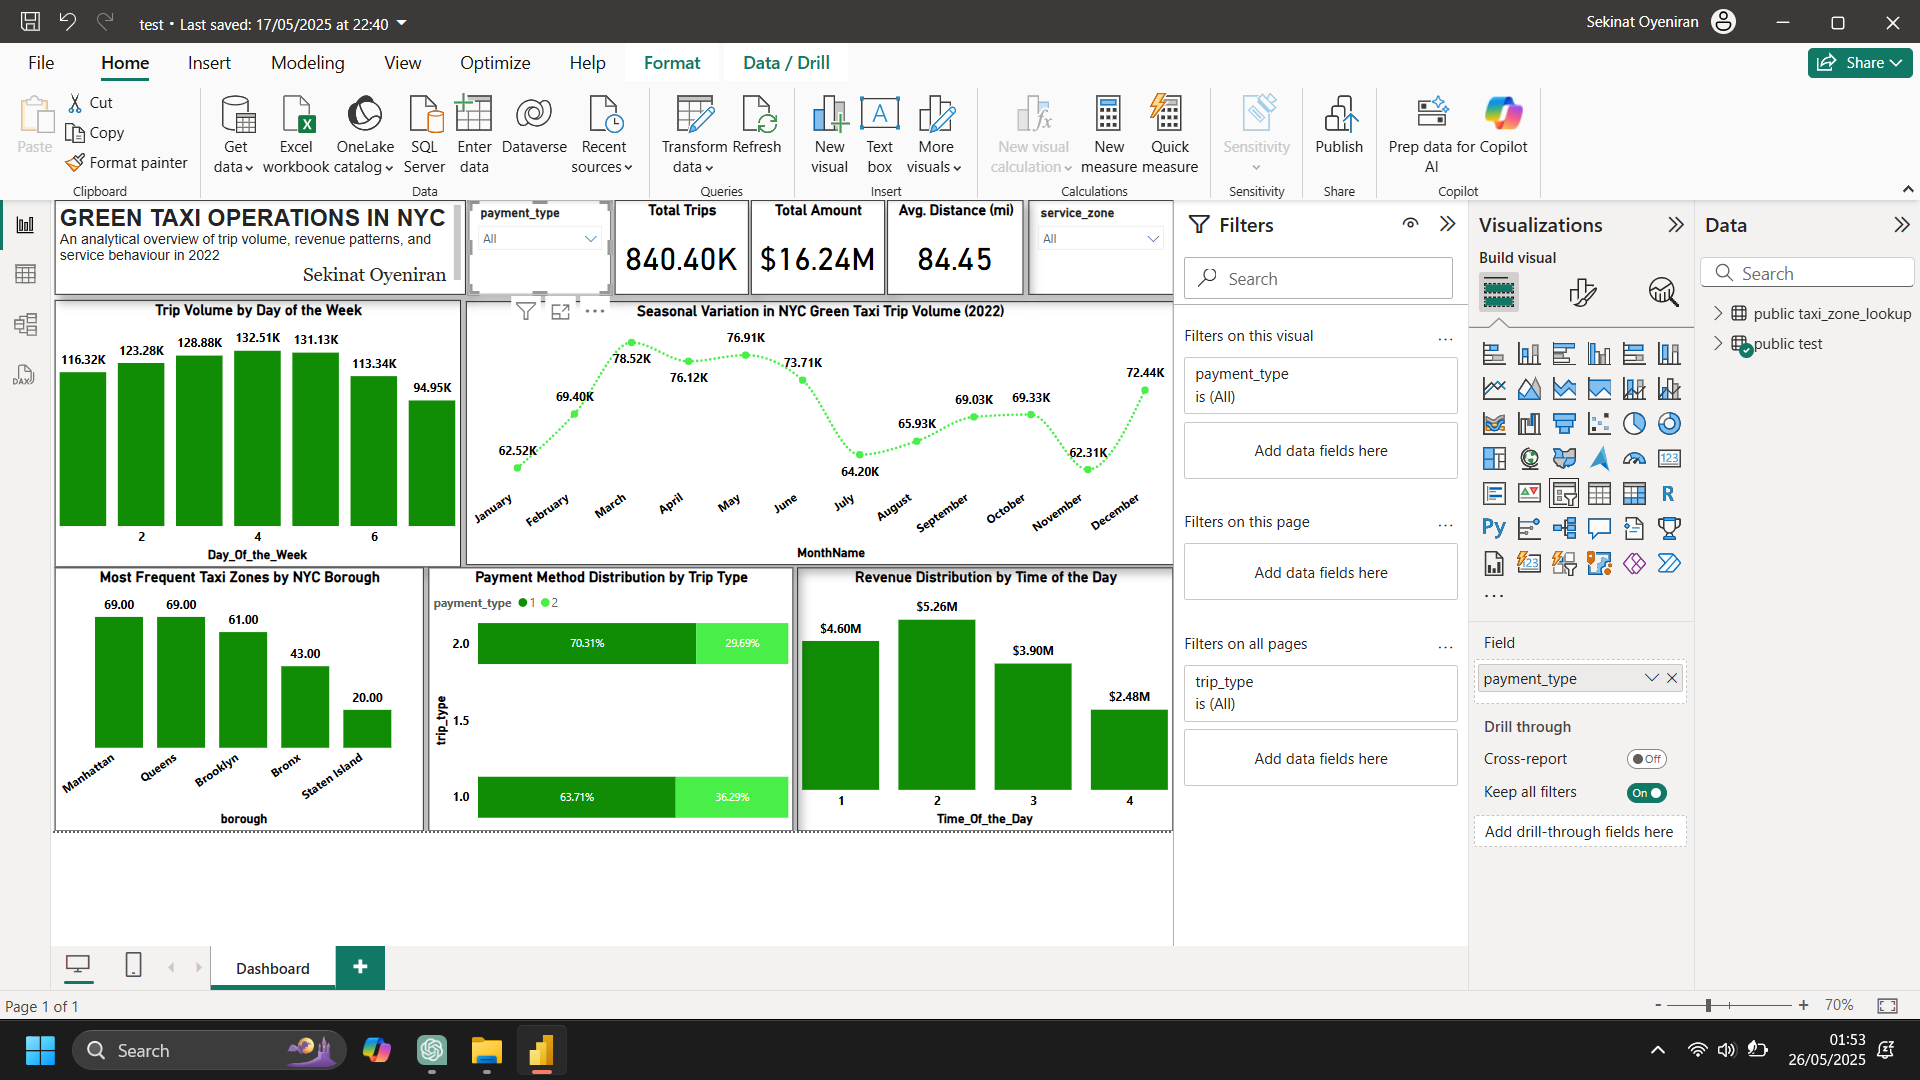 test • Last saved: 17/05/2025 at 22:40
Sekinat Oyeniran
File Home Insert Modeling View Optimize Help Format Data / Drill
Share
Paste
Cut
Copy
Format painter
Clipboard
Get data
Excel workbook
OneLake catalog
SQL Server
Enter data
Dataverse
Recent sources
Data
Transform data
Refresh
Queries
New visual
Text box
More visuals
Insert
New visual calculation
New measure
Quick measure
Calculations
Sensitivity
Sensitivity
Publish
Share
Prep data for AI
Copilot
Copilot
GREEN TAXI OPERATIONS IN NYC
An analytical overview of trip volume, revenue patterns, and
service behaviour in 2022
Sekinat Oyeniran
payment_type
All
Total Trips
840.40K
Total Amount
$16.24M
Avg. Distance (mi)
84.45
service_zone
All
Trip Volume by Day of the Week
116.32K 123.28K 128.88K 132.51K 131.13K 113.34K 94.95K
2 4 6
Day_Of_the_Week
Seasonal Variation in NYC Green Taxi Trip Volume (2022)
62.52K 69.40K 78.52K 76.12K 76.91K 73.71K 64.20K 65.93K 69.03K 69.33K 62.31K 72.44K
January February March April May June July August September October November December
MonthName
Most Frequent Taxi Zones by NYC Borough
69.00 69.00 61.00 43.00 20.00
Manhattan Queens Brooklyn Bronx Staten Island
borough
Payment Method Distribution by Trip Type
payment_type 1 2
2.0 70.31% 29.69%
1.5
1.0 63.71% 36.29%
trip_type
Revenue Distribution by Time of the Day
$4.60M $5.26M $3.90M $2.48M
1 2 3 4
Time_Of_the_Day
Filters
Search
Filters on this visual
payment_type
is (All)
Add data fields here
Filters on this page
Add data fields here
Filters on all pages
trip_type
is (All)
Add data fields here
Visualizations
Build visual
123
R
Py
123
Field
payment_type
Drill through
Cross-report Off
Keep all filters On
Add drill-through fields here
Data
Search
public taxi_zone_lookup
public test
DAX
Dashboard
Page 1 of 1
70%
Search
01:53
26/05/2025